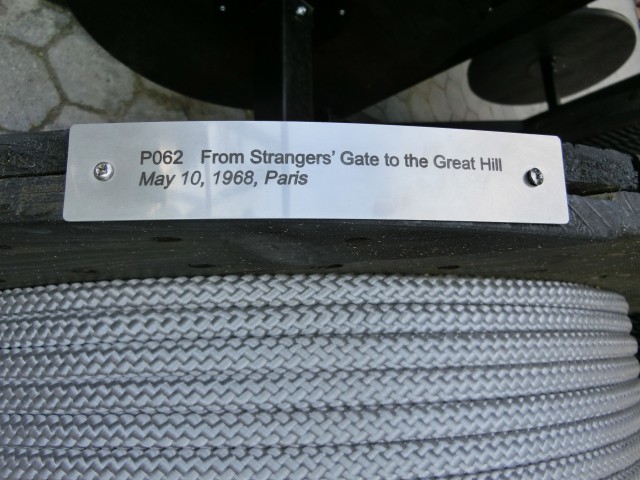 P062 From Strangers' Gate to the Great Hill
May 10, 1968, Paris